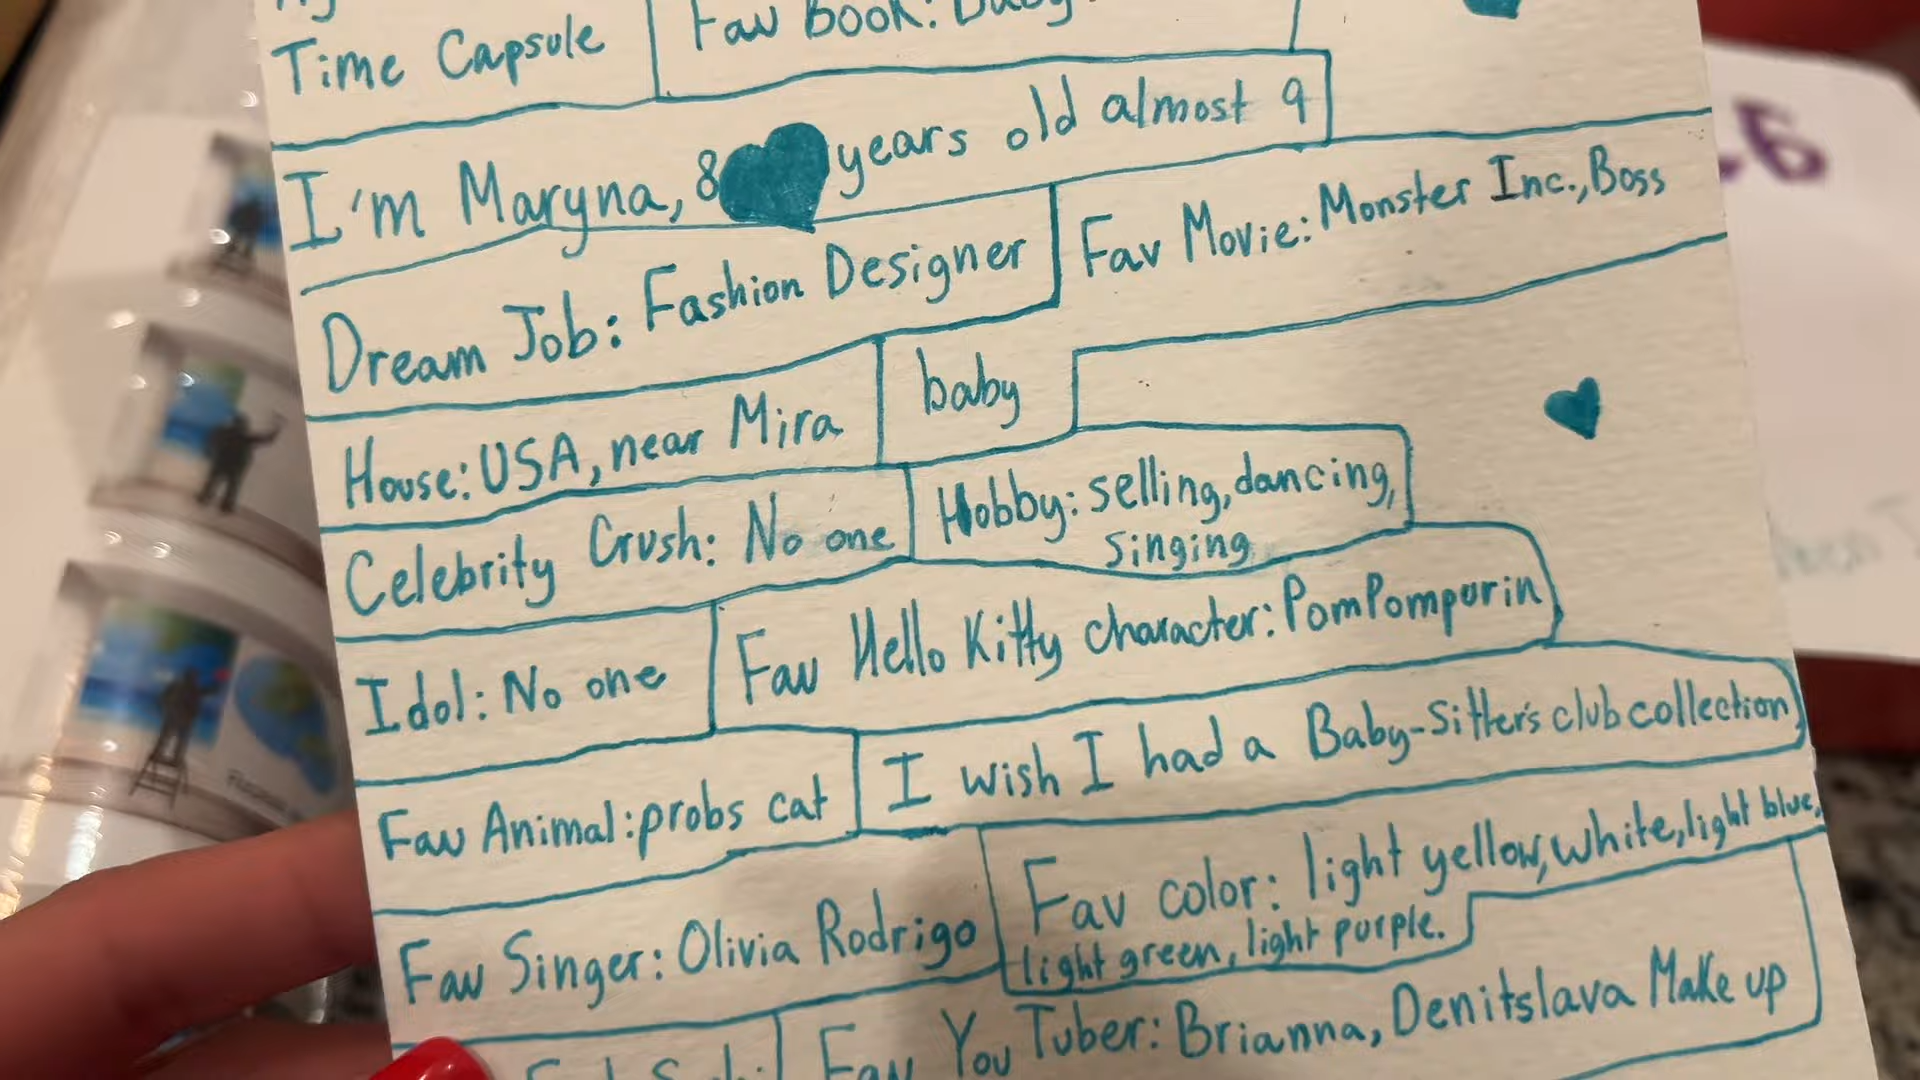 Time Capsule
Fav Book: Baby
I'm Maryna, 8 years old almost 9
Dream Job: Fashion Designer
Fav Movie: Monster Inc., Boss
baby
House: USA, near Mira
Celebrity Crush: No one
Hobby: selling, dancing,
singing
Idol: No one
Fav Hello Kitty character: PomPompurin
Fav Animal: probs cat
I wish I had a Baby-Sitter's club collection
Fav Singer: Olivia Rodrigo
Fav color: light yellow, white, light blue,
light green, light purple.
Fav YouTuber: Brianna, Denitslava Make up